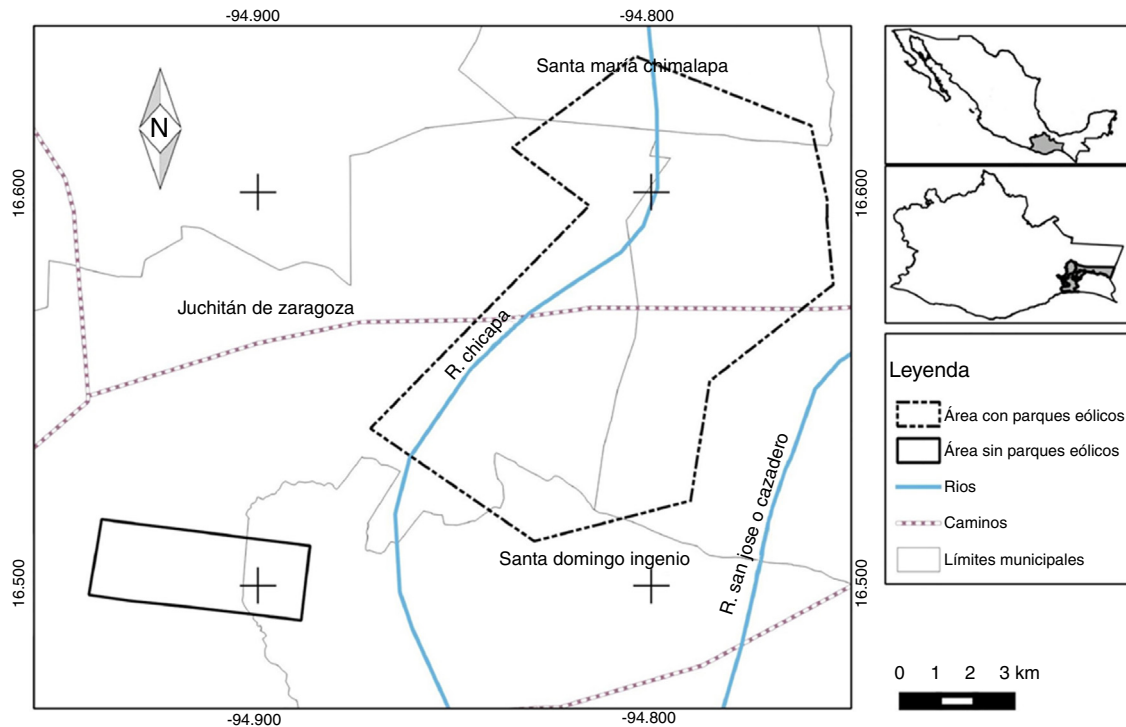 -94.900
-94.800
Santa maría chimalapa
N
16.600
16.600
Juchitán de zaragoza
R. chicapa
R. san jose o cazadero
Santa domingo ingenio
16.500
16.500
-94.900
-94.800
Leyenda
Área con parques eólicos
Área sin parques eólicos
Rios
Caminos
Límites municipales
0 1 2 3 km